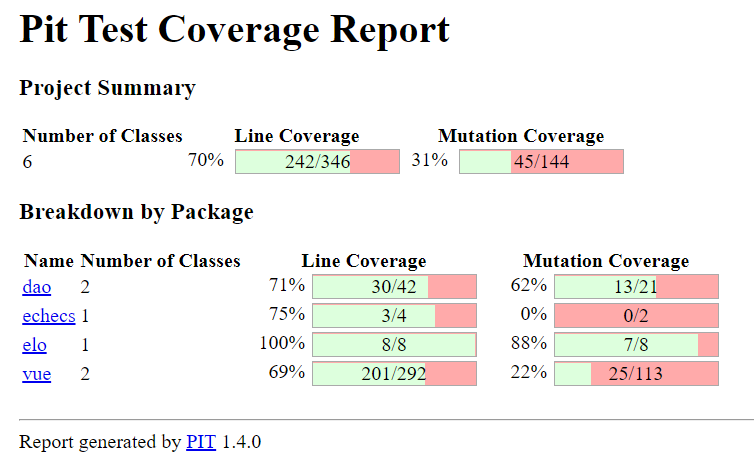 Pit Test Coverage Report
Project Summary
Number of Classes Line Coverage Mutation Coverage
6 70% 242/346 31% 45/144
Breakdown by Package
Name Number of Classes Line Coverage Mutation Coverage
dao 2 71% 30/42 62% 13/21
echecs 1 75% 3/4 0% 0/2
elo 1 100% 8/8 88% 7/8
vue 2 69% 201/292 22% 25/113
Report generated by PIT 1.4.0